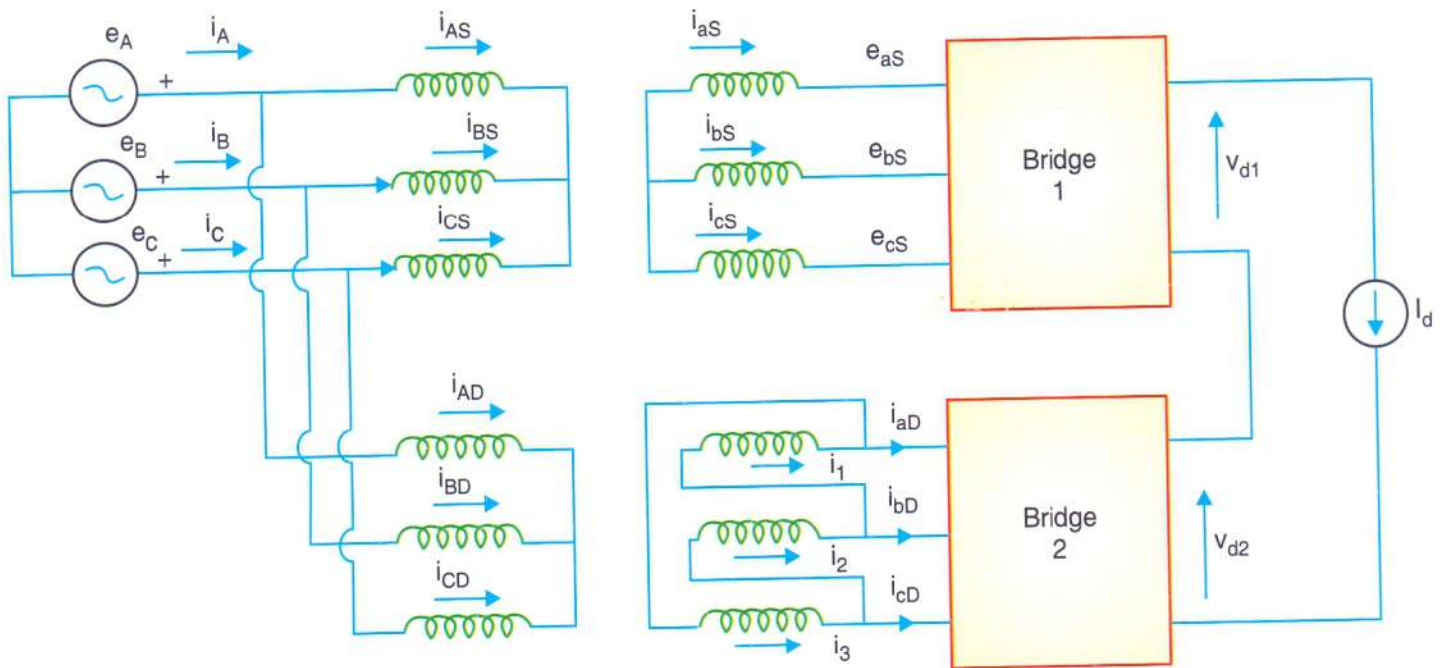 e_A
i_A
i_AS
i_aS
e_aS
+
e_B
i_B
i_BS
i_bS
e_bS
Bridge
1
v_d1
+
e_C
i_C
i_CS
i_cS
e_cS
+
I_d
i_AD
i_aD
i_1
i_BD
i_bD
Bridge
2
i_2
v_d2
i_CD
i_cD
i_3